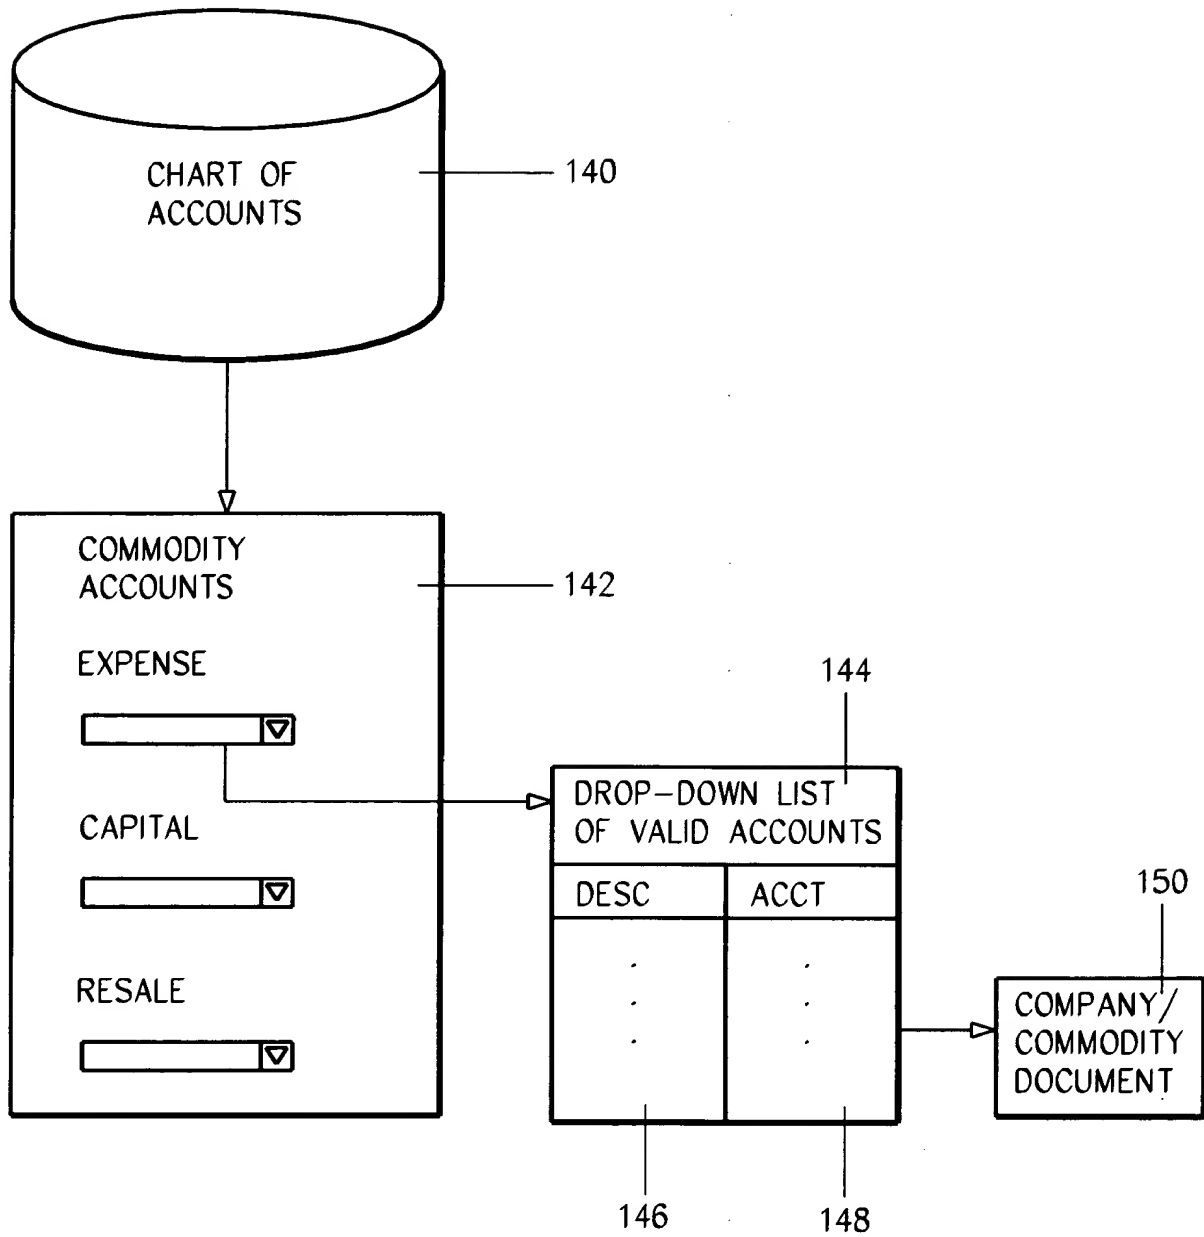 CHART OF
ACCOUNTS
140
COMMODITY
ACCOUNTS
142
EXPENSE
144
DROP-DOWN LIST
OF VALID ACCOUNTS
CAPITAL
DESC ACCT
150
RESALE
COMPANY/
COMMODITY
DOCUMENT
146
148